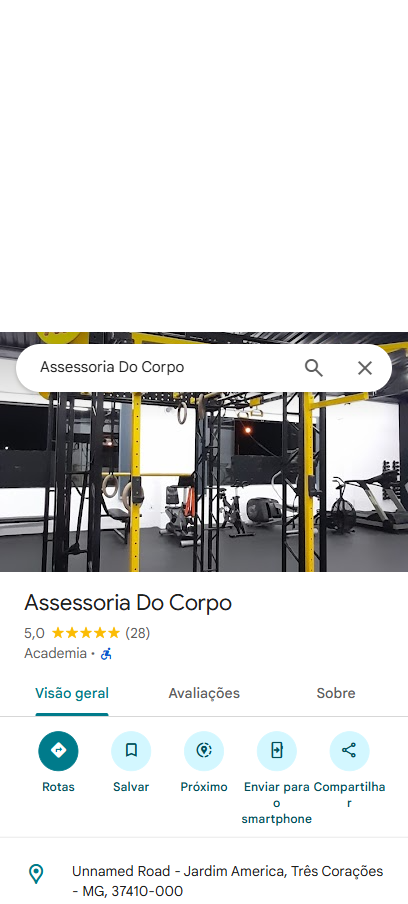 Assessoria Do Corpo
Assessoria Do Corpo
5,0 (28)
Academia ·
Visão geral Avaliações Sobre
Rotas Salvar Próximo Enviar para o smartphone Compartilhar
Unnamed Road - Jardim America, Três Corações
- MG, 37410-000